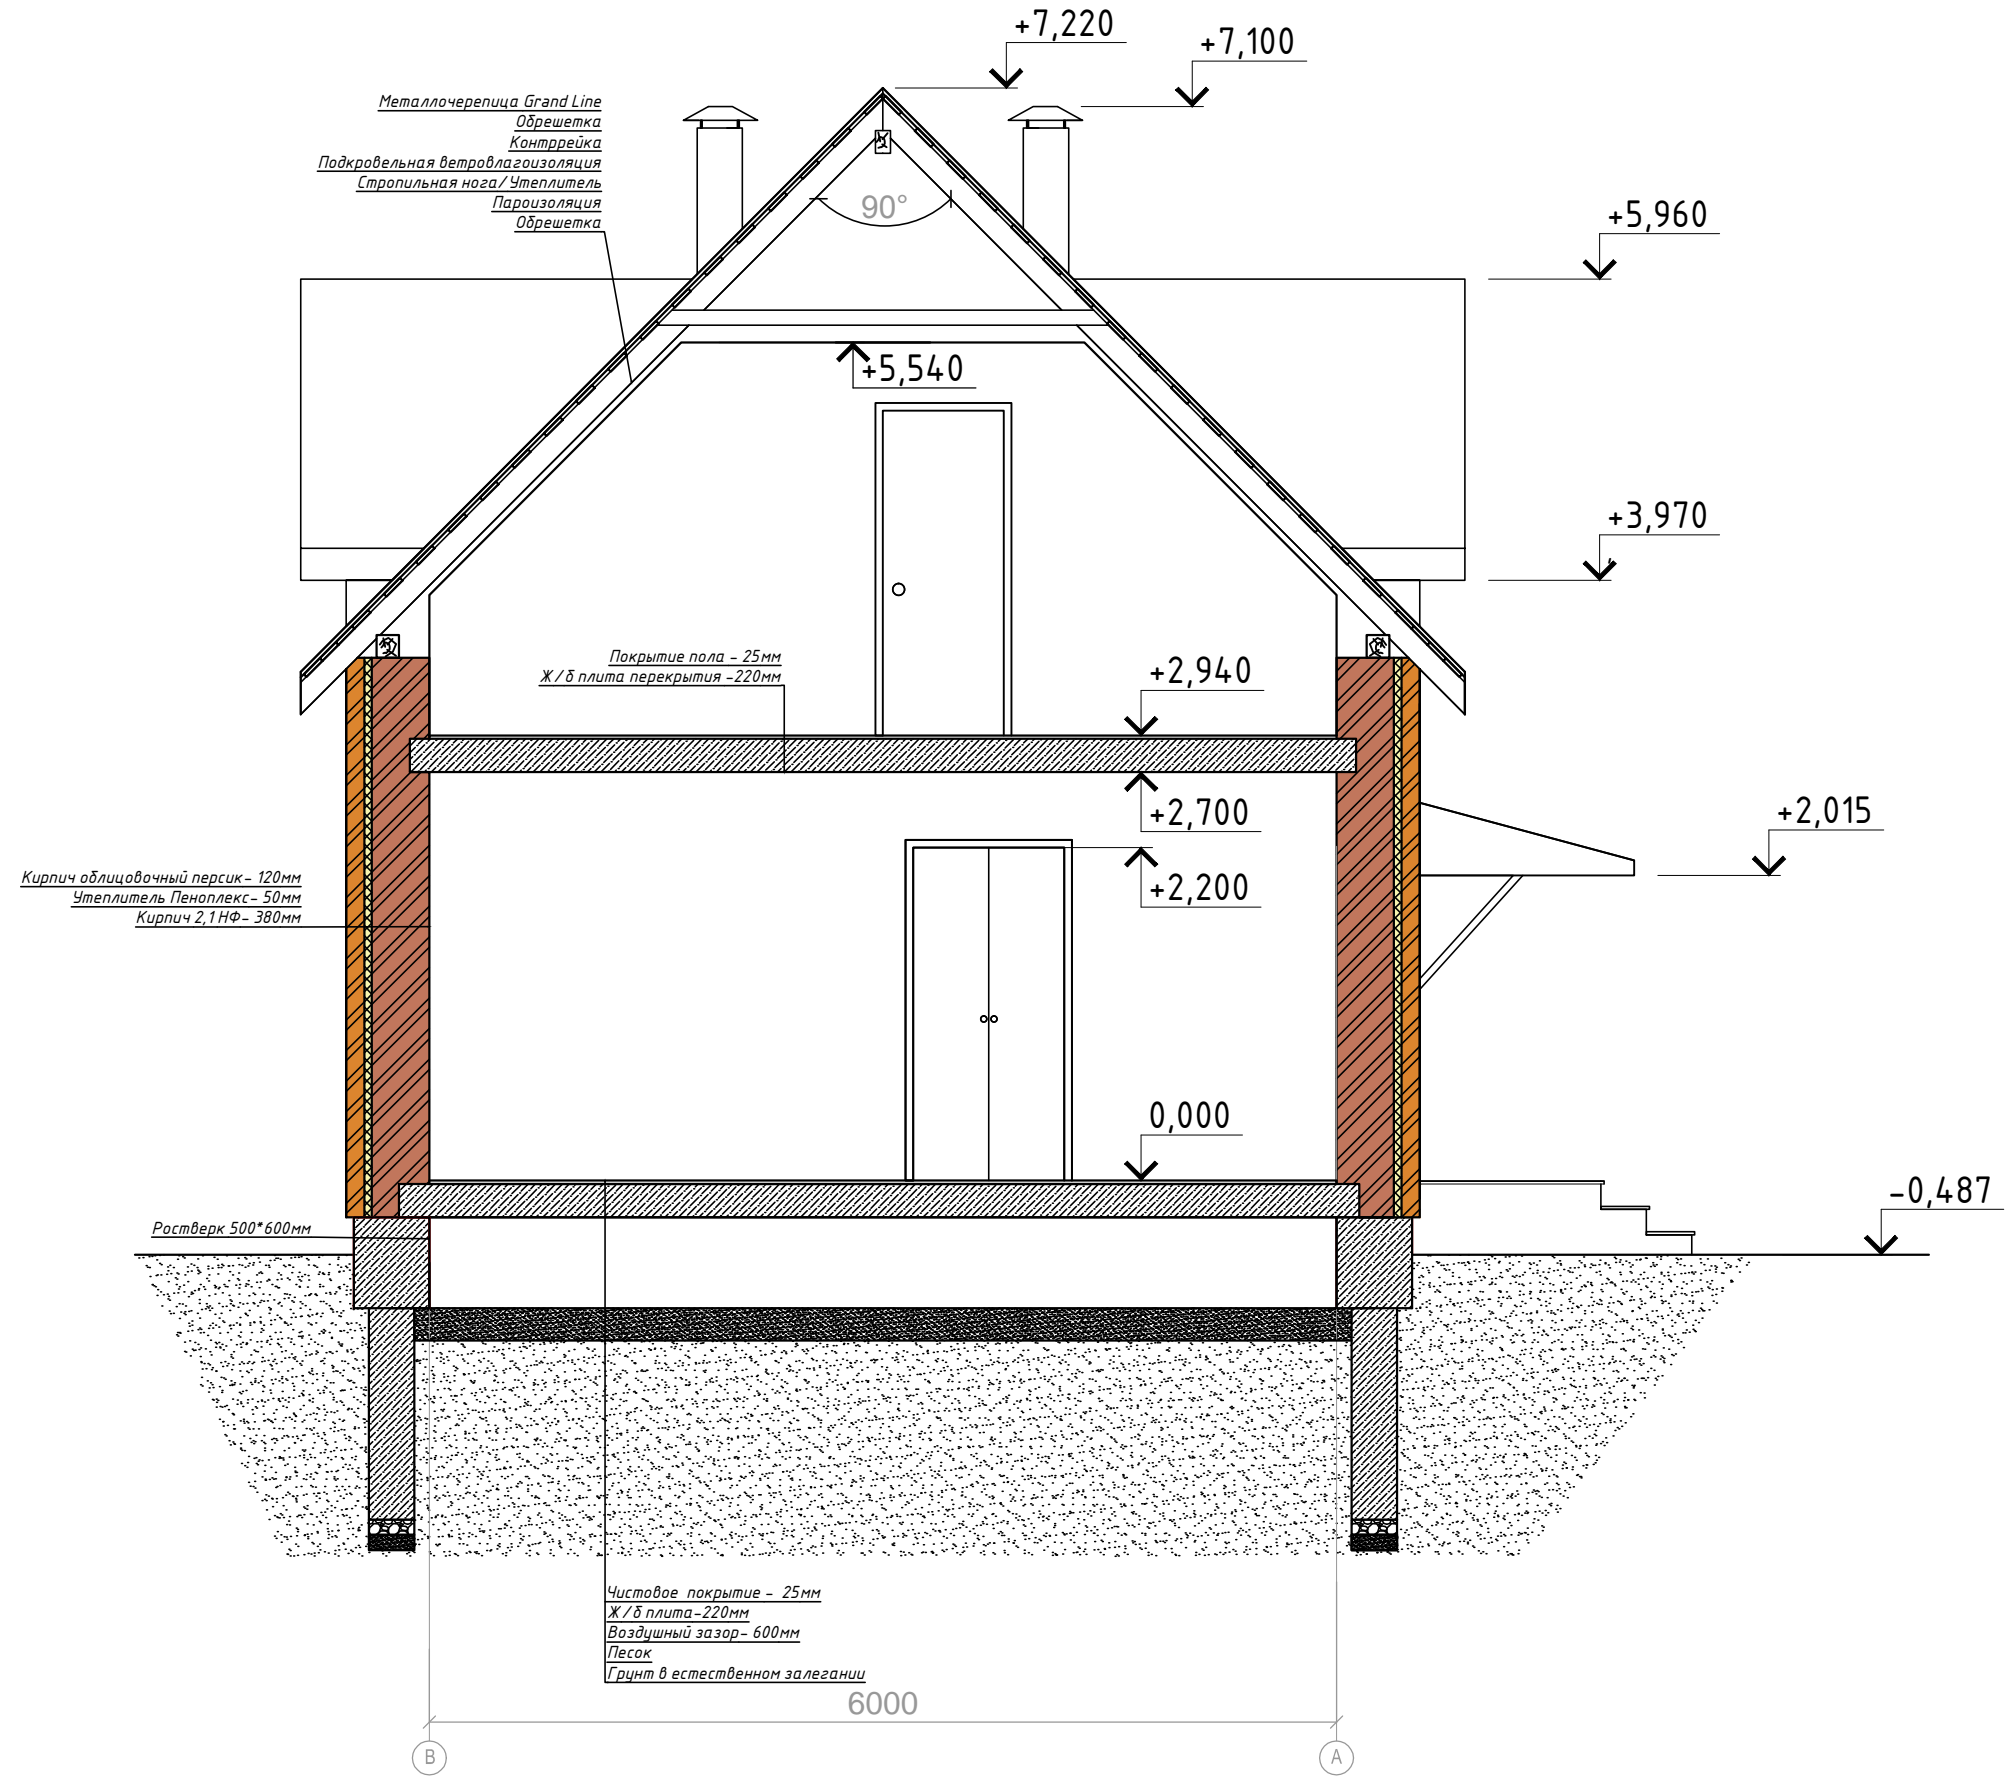 +7,220
+7,100
Металлочерепица Grand Line
Обрешетка
Контррейка
Подкровельная ветровлагоизоляция
Стропильная нога/Утеплитель
Пароизоляция
Обрешетка
90°
+5,960
+5,540
+3,970
Покрытие пола - 25мм
Ж/б плита перекрытия -220мм
+2,940
+2,700
+2,015
+2,200
Кирпич облицовочный персик- 120мм
Утеплитель Пеноплекс- 50мм
Кирпич 2,1 НФ- 380мм
0,000
-0,487
Ростверк 500*600мм
Чистовое покрытие - 25мм
Ж/б плита-220мм
Воздушный зазор- 600мм
Песок
Грунт в естественном залегании
6000
В
А